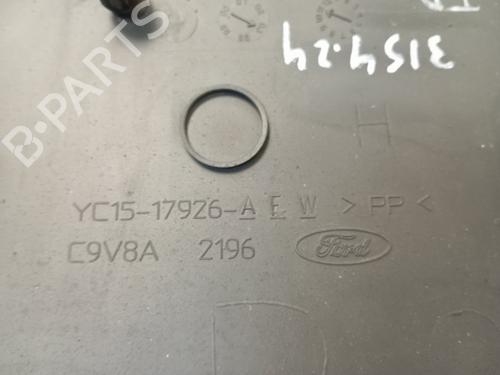 3154.24
H
YC15-17926-A E W > PP <
C9V8A 2196 Ford
B-PARTS